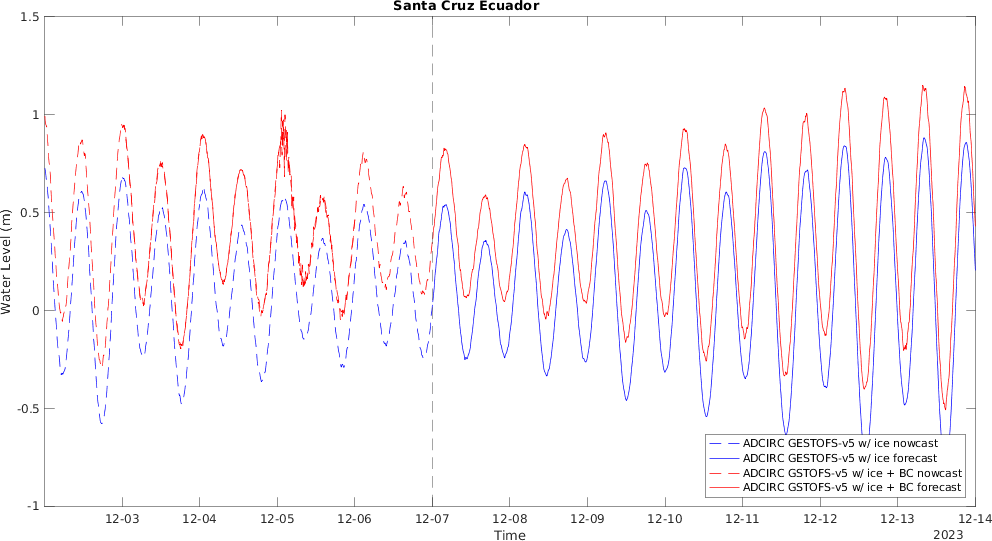 Santa Cruz Ecuador
1.5
1
0.5
0
-0.5
-1
Water Level (m)
12-03 12-04 12-05 12-06 12-07 12-08 12-09 12-10 12-11 12-12 12-13 12-14
Time
2023
ADCIRC GESTOFS-v5 w/ ice nowcast
ADCIRC GESTOFS-v5 w/ ice forecast
ADCIRC GSTOFS-v5 w/ ice + BC nowcast
ADCIRC GSTOFS-v5 w/ ice + BC forecast